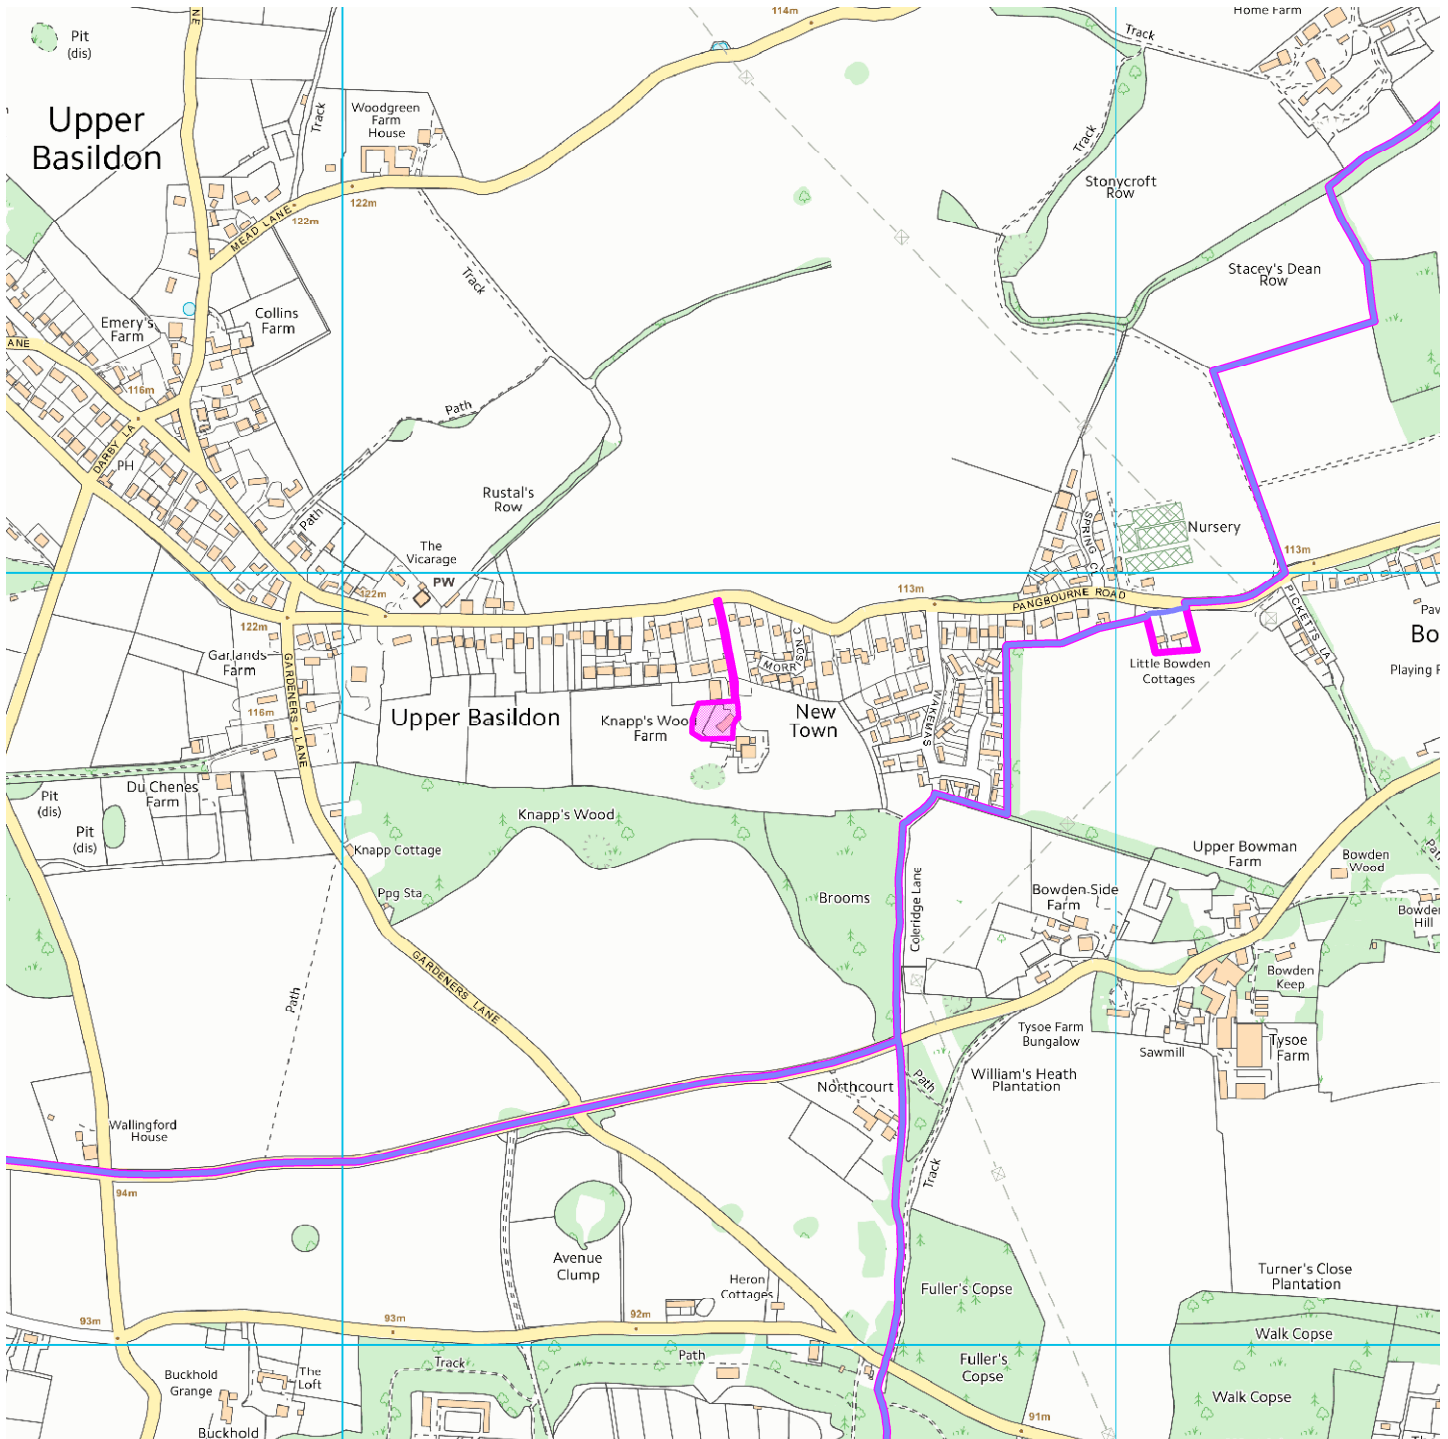 114m
Home Farm
NE
Pit
(dis)
Track
Upper
Basildon
Woodgreen
Farm
House
Track
Track
Stonycroft
Row
122m
122m
MEAD LANE
Track
Stacey's Dean
Row
Emery's
Farm
Collins
Farm
ANE
116m
Path
DARBY LA
PH
Rustal's
Row
Path
SPRING C
Nursery
The
Vicarage
PW
113m
122m
113m
PANGBOURNE ROAD
PICKETTS LA
122m
Garlands
Farm
GARDENERS LANE
MORR
SON C
Bo
Little Bowden
Cottages
Playing
116m
Upper Basildon
Knapp's Wood
Farm
New
Town
WAKEMAS
Du Chenes
Farm
Pit
(dis)
Pit
(dis)
Knapp's Wood
Knapp Cottage
Upper Bowman
Farm
Bowden
Wood
Path
Ppg Sta
Brooms
Coleridge Lane
Bowden Side
Farm
Bowden
Hill
GARDENERS LANE
Path
Bowden
Keep
Tysoe Farm
Bungalow
Sawmill
Tysoe
Farm
Northcourt
Path
William's Heath
Plantation
Wallingford
House
Track
94m
Avenue
Clump
Heron
Cottages
Fuller's Copse
Turner's Close
Plantation
93m
93m
92m
Walk Copse
Track
Path
Fuller's
Copse
Buckhold
Grange
The
Loft
Walk Copse
91m
Buckhold